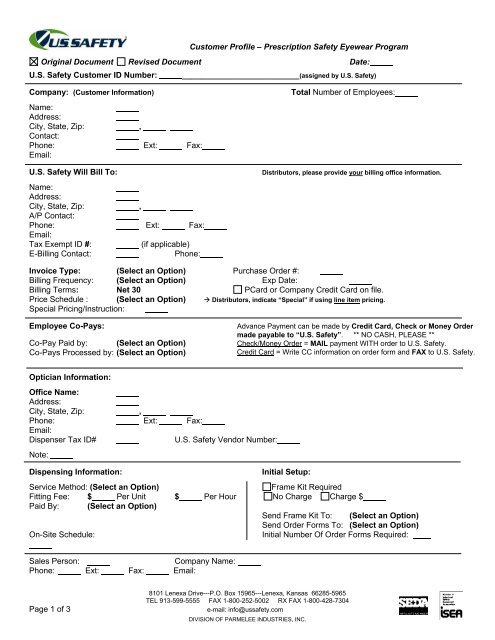 US SAFETY
Customer Profile – Prescription Safety Eyewear Program
Original Document Revised Document Date:
U.S. Safety Customer ID Number: (assigned by U.S. Safety)
Company: (Customer Information) Total Number of Employees:
Name:
Address:
City, State, Zip: ,
Contact:
Phone: Ext: Fax:
Email:
U.S. Safety Will Bill To: Distributors, please provide your billing office information.
Name:
Address:
City, State, Zip: ,
A/P Contact:
Phone: Ext: Fax:
Email:
Tax Exempt ID #: (if applicable)
E-Billing Contact: Phone:
Invoice Type: (Select an Option) Purchase Order #:
Billing Frequency: (Select an Option) Exp Date:
Billing Terms: Net 30 PCard or Company Credit Card on file.
Price Schedule : (Select an Option) → Distributors, indicate “Special” if using line item pricing.
Special Pricing/Instruction:
Employee Co-Pays: Advance Payment can be made by Credit Card, Check or Money Order
made payable to “U.S. Safety”. ** NO CASH, PLEASE **
Co-Pay Paid by: (Select an Option) Check/Money Order = MAIL payment WITH order to U.S. Safety.
Co-Pays Processed by: (Select an Option) Credit Card = Write CC information on order form and FAX to U.S. Safety.
Optician Information:
Office Name:
Address:
City, State, Zip: ,
Phone: Ext: Fax:
Email:
Dispenser Tax ID# U.S. Safety Vendor Number:
Note:
Dispensing Information: Initial Setup:
Service Method: (Select an Option) Frame Kit Required
Fitting Fee: $ Per Unit $ Per Hour No Charge Charge $
Paid By: (Select an Option)
Send Frame Kit To: (Select an Option)
Send Order Forms To: (Select an Option)
On-Site Schedule: Initial Number Of Order Forms Required:
Sales Person: Company Name:
Phone: Ext: Fax: Email:
8101 Lenexa Drive---P.O. Box 15965---Lenexa, Kansas 66285-5965
TEL 913-599-5555 FAX 1-800-252-5002 RX FAX 1-800-428-7304
Page 1 of 3 e-mail: info@ussafety.com
DIVISION OF PARMELEE INDUSTRIES, INC.
SEDA
ISEA